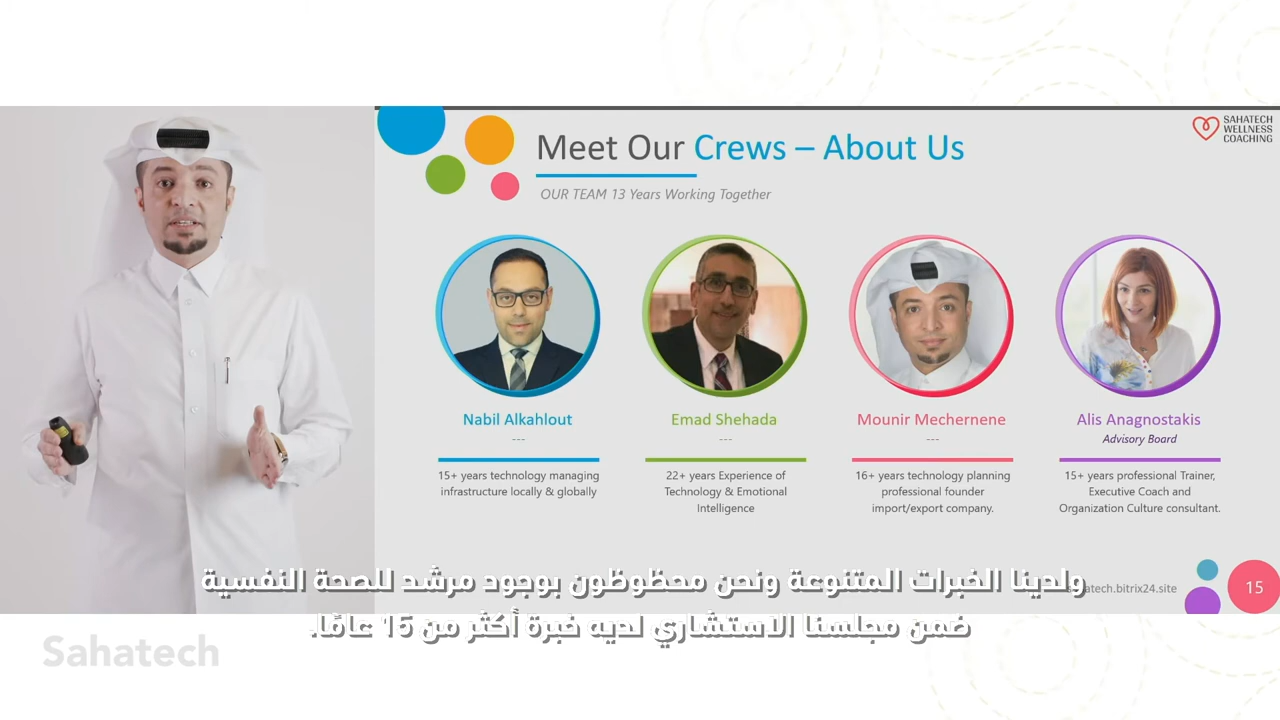 SAHATECH
WELLNESS
COACHING
Meet Our Crews – About Us
OUR TEAM 13 Years Working Together
Nabil Alkahlout
---
15+ years technology managing
infrastructure locally & globally
Emad Shehada
---
22+ years Experience of
Technology & Emotional
Intelligence
Mounir Mechernene
---
16+ years technology planning
professional founder
import/export company.
Alis Anagnostakis
Advisory Board
15+ years professional Trainer,
Executive Coach and
Organization Culture consultant.
atech.bitrix24.site
15
ولدينا الخبرات المتنوعة ونحن محظوظون بوجود مرشد للصحة النفسية
ضمن مجلسنا الاستشاري لديه خبرة أكثر من 15 عامًا.
Sahatech